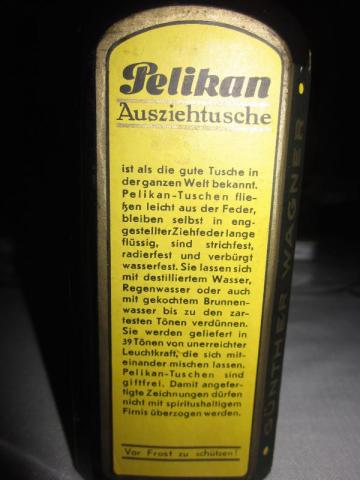 Pelikan
Ausziehtusche
ist als die gute Tusche in
der ganzen Welt bekannt.
Pelikan-Tuschen flie-
ßen leicht aus der Feder,
bleiben selbst in eng-
gestellter Ziehfeder lange
flüssig, sind strichfest,
radierfest und verbürgt
wasserfest. Sie lassen sich
mit destilliertem Wasser,
Regenwasser oder auch
mit gekochtem Brunnen-
wasser bis zu den zar-
testen Tönen verdünnen.
Sie werden geliefert in
39 Tönen von unerreichter
Leuchtkraft, die sich mit-
einander mischen lassen.
Pelikan-Tuschen sind
giftfrei. Damit angefer-
tigte Zeichnungen dürfen
nicht mit spiritushaltigem
Firnis überzogen werden.
Vor Frost zu schützen!
GÜNTHER WAGNER